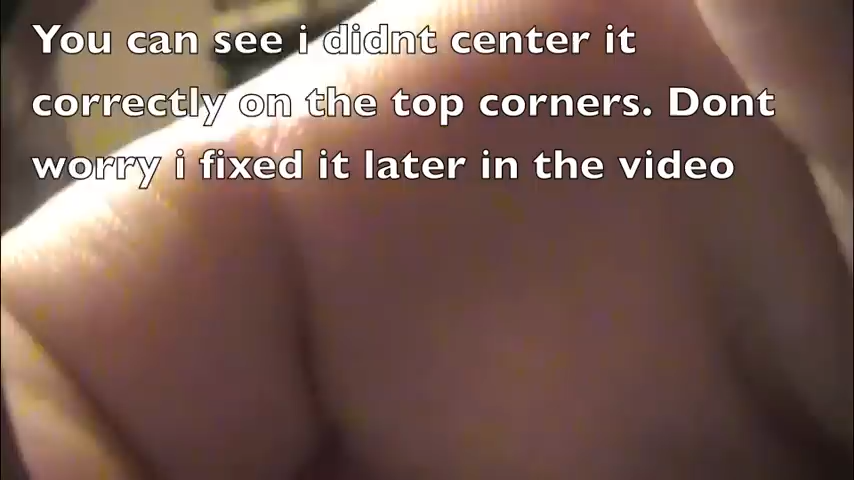 You can see i didnt center it
correctly on the top corners. Dont
worry i fixed it later in the video